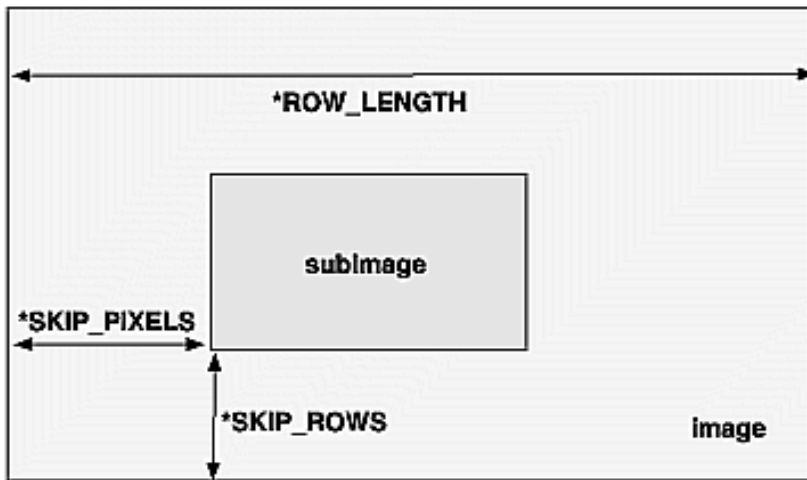 *ROW_LENGTH
subimage
*SKIP_PIXELS
*SKIP_ROWS
image